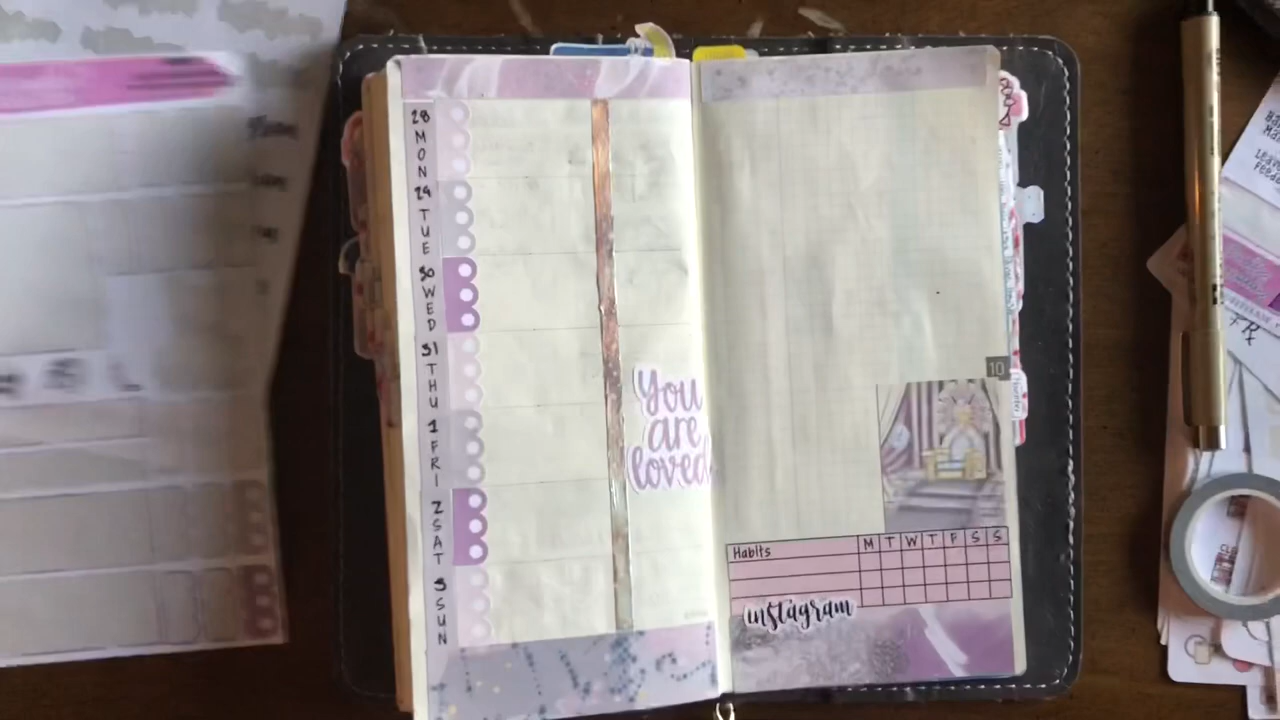 28
MON
29
TUE
30
WED
31
THU
1
FRI
2
SAT
3
SUN
You
are
loved
10
Habits M T W T F S S
instagram